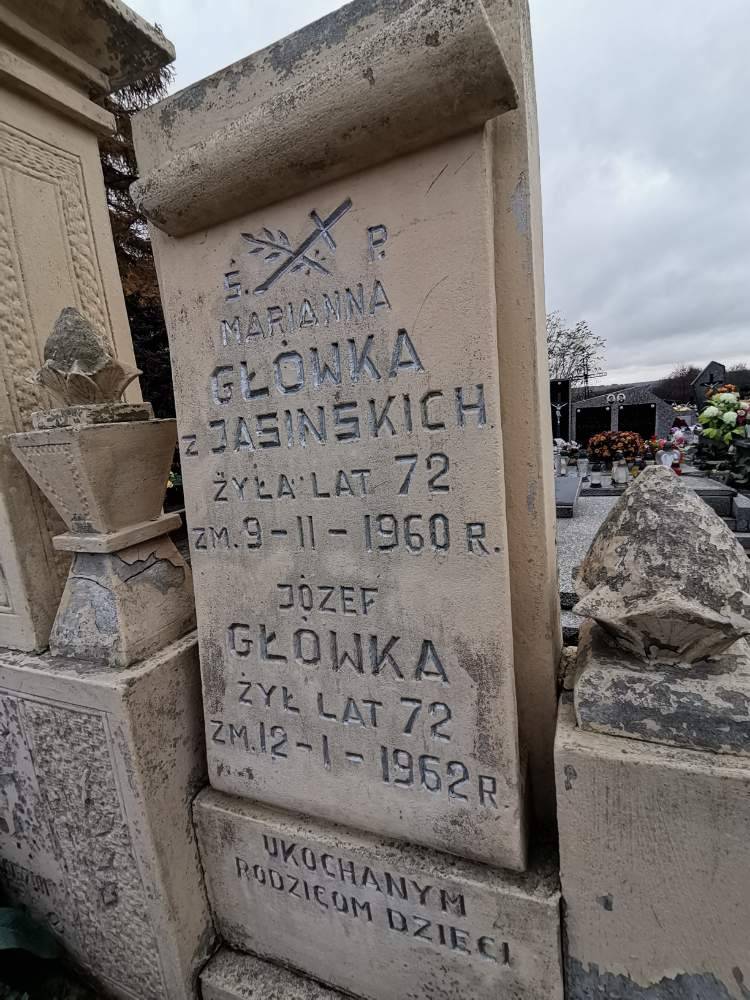 Ś. P.
MARIANNA
GŁÓWKA
Z JASIŃSKICH.
ŻYŁA LAT 72
ZM. 9-11-1960 R.
JÓZEF
GŁÓWKA
ŻYŁ LAT 72
ZM. 12-1-1962 R.
UKOCHANYM
RODZICOM DZIECI